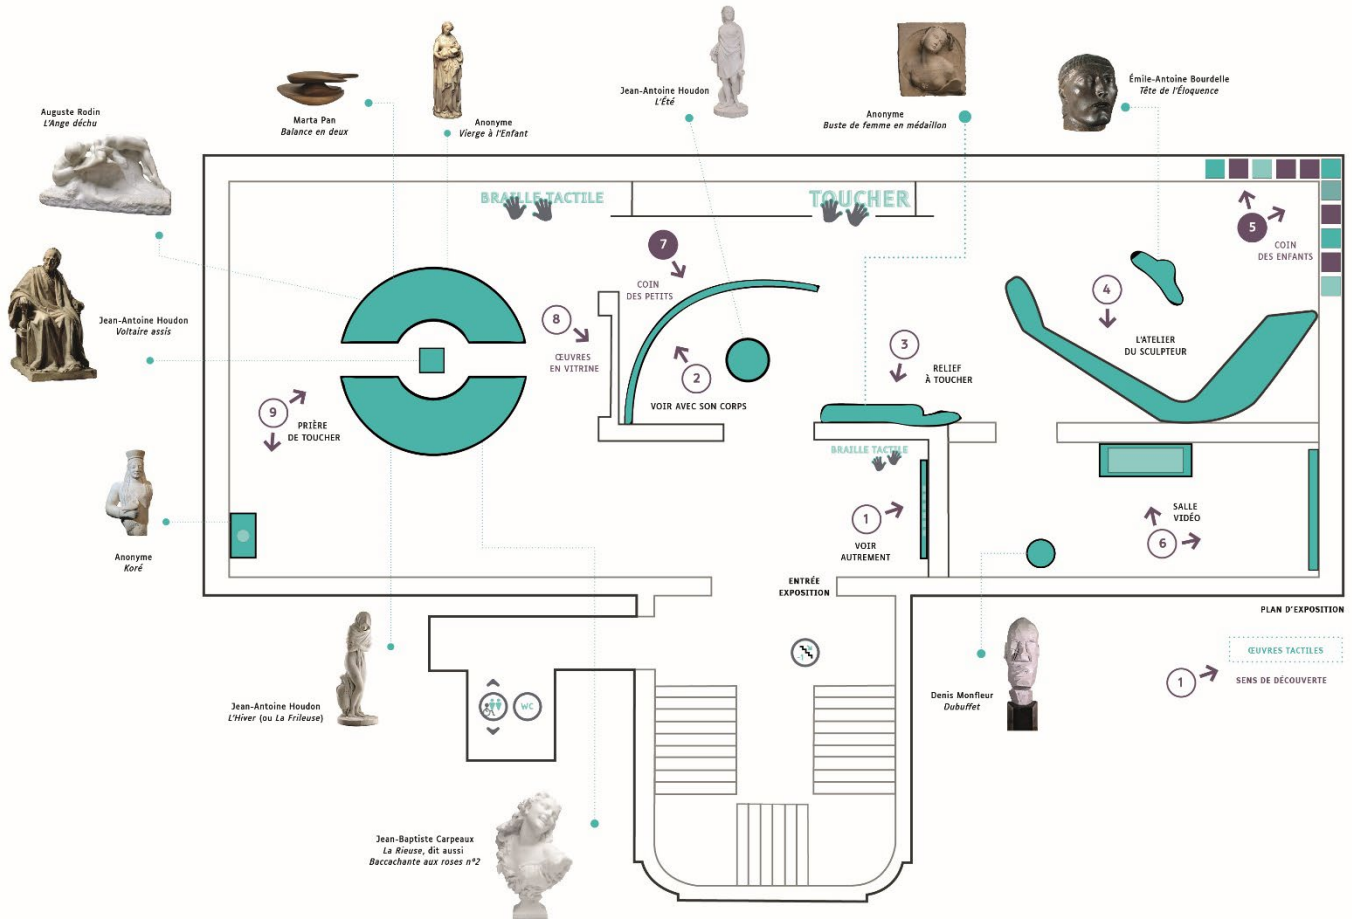 Auguste Rodin
L'Ange déchu
Marta Pan
Balance en deux
Anonyme
Vierge à l'Enfant
Jean-Antoine Houdon
L'Été
Anonyme
Buste de femme en médaillon
Émile-Antoine Bourdelle
Tête de l'Éloquence
Jean-Antoine Houdon
Voltaire assis
BRAILLE TACTILE
TOUCHER
7
COIN
DES PETITS
5
COIN
DES ENFANTS
8
ŒUVRES
EN VITRINE
2
VOIR AVEC SON CORPS
3
RELIEF
À TOUCHER
4
L'ATELIER
DU SCULPTEUR
9
PRIÈRE
DE TOUCHER
BRAILLE TACTILE
1
VOIR
AUTREMENT
SALLE
VIDÉO
6
Anonyme
Koré
ENTRÉE
EXPOSITION
PLAN D'EXPOSITION
ŒUVRES TACTILES
1
SENS DE DÉCOUVERTE
-1
WC
Jean-Antoine Houdon
L'Hiver (ou La Frileuse)
Denis Monfleur
Dubuffet
Jean-Baptiste Carpeaux
La Rieuse, dit aussi
Baccachante aux roses n°2